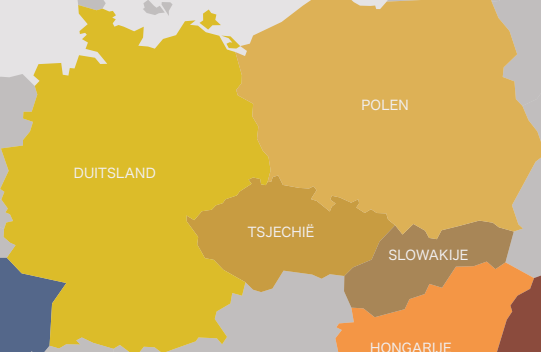 POLEN
DUITSLAND
TSJECHIË
SLOWAKIJE
HONGARIJE